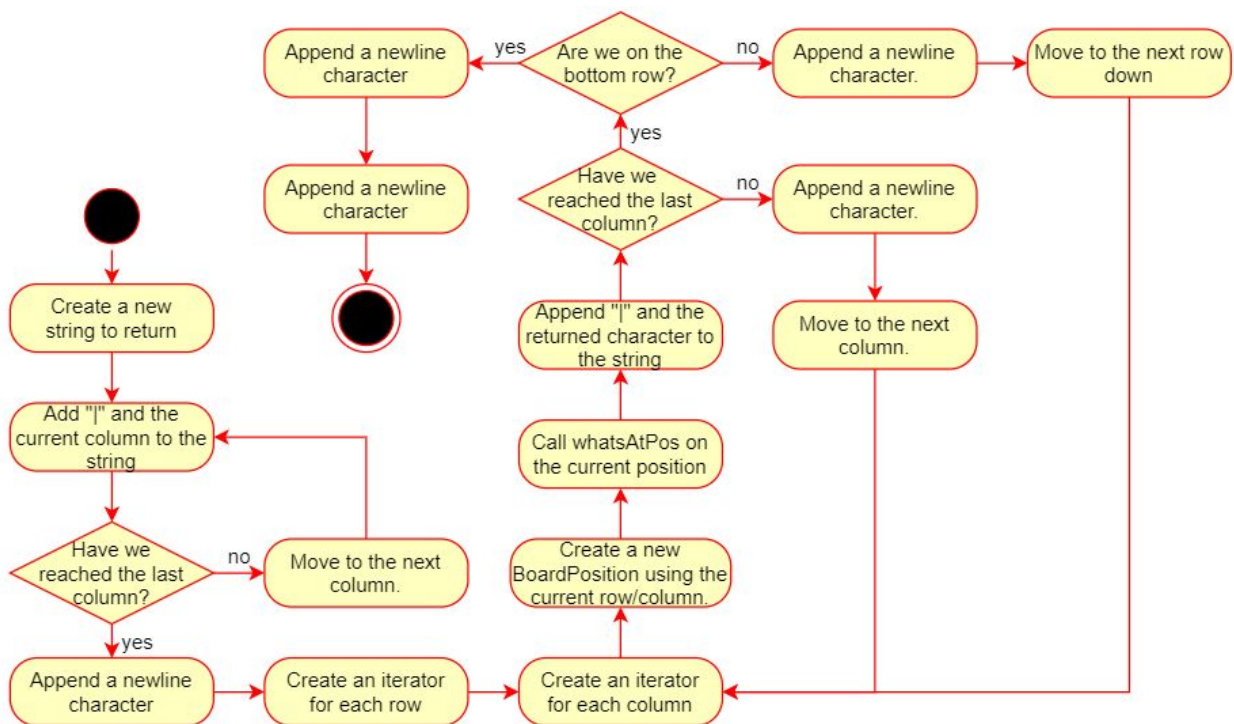 Append a newline
character
yes
Are we on the
bottom row?
no
Append a newline
character.
Move to the next row
down
yes
Append a newline
character
Have we
reached the last
column?
no
Append a newline
character.
Create a new
string to return
Append "|" and the
returned character to
the string
Move to the next
column.
Add "|" and the
current column to the
string
Call whatsAtPos on
the current position
Have we
reached the last
column?
no
Move to the next
column.
Create a new
BoardPosition using the
current row/column.
yes
Append a newline
character
Create an iterator
for each row
Create an iterator
for each column